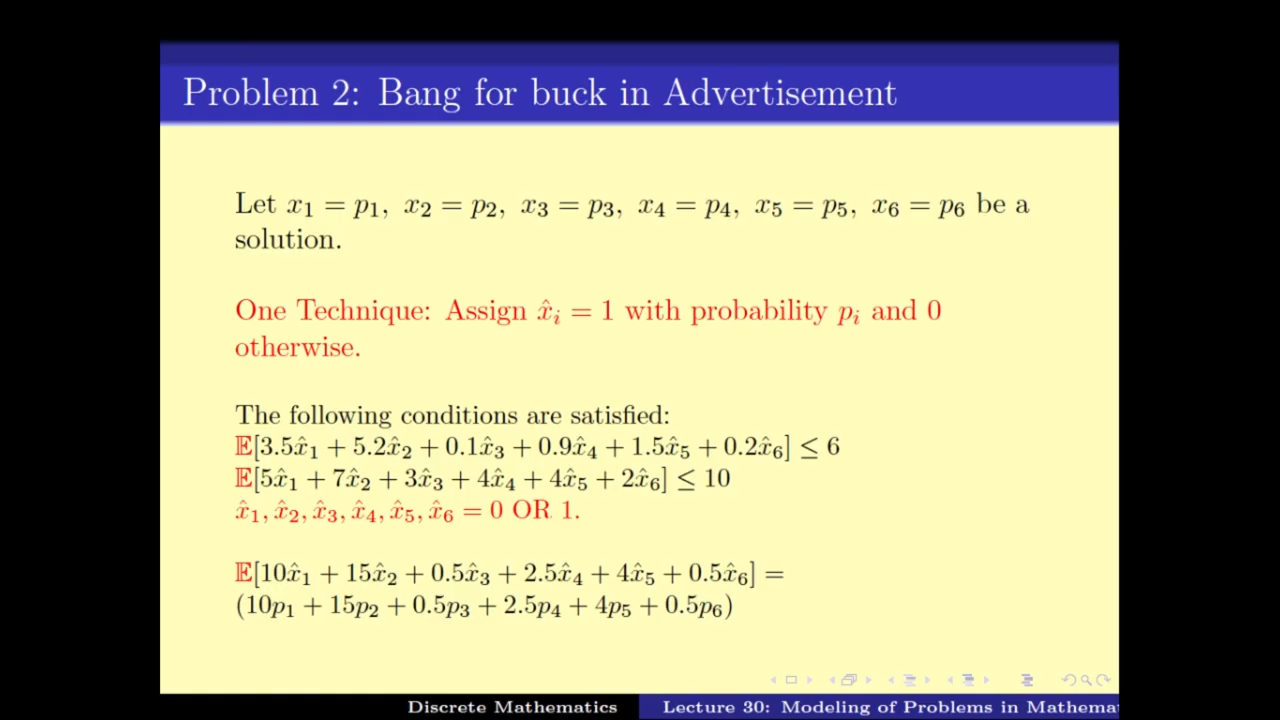 Problem 2: Bang for buck in Advertisement
Let x₁ = p₁, x₂ = p₂, x₃ = p₃, x₄ = p₄, x₅ = p₅, x₆ = p₆ be a
solution.
One Technique: Assign x̂ᵢ = 1 with probability pᵢ and 0
otherwise.
The following conditions are satisfied:
𝔼[3.5x̂₁ + 5.2x̂₂ + 0.1x̂₃ + 0.9x̂₄ + 1.5x̂₅ + 0.2x̂₆] ≤ 6
𝔼[5x̂₁ + 7x̂₂ + 3x̂₃ + 4x̂₄ + 4x̂₅ + 2x̂₆] ≤ 10
x̂₁, x̂₂, x̂₃, x̂₄, x̂₅, x̂₆ = 0 OR 1.
𝔼[10x̂₁ + 15x̂₂ + 0.5x̂₃ + 2.5x̂₄ + 4x̂₅ + 0.5x̂₆] =
(10p₁ + 15p₂ + 0.5p₃ + 2.5p₄ + 4p₅ + 0.5p₆)
Discrete Mathematics Lecture 30: Modeling of Problems in Mathema